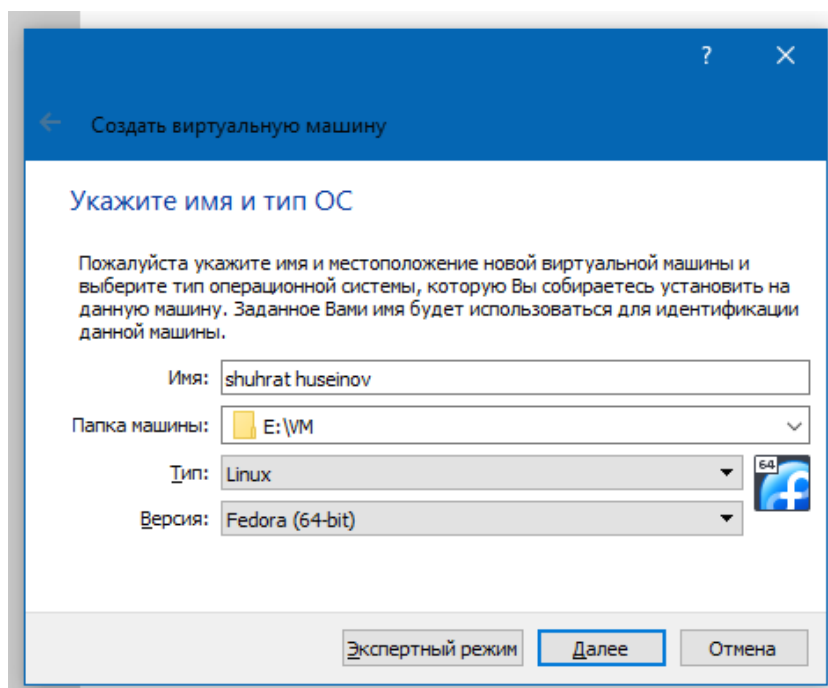 ?
Создать виртуальную машину
Укажите имя и тип ОС
Пожалуйста укажите имя и местоположение новой виртуальной машины и
выберите тип операционной системы, которую Вы собираетесь установить на
данную машину. Заданное Вами имя будет использоваться для идентификации
данной машины.
Имя: shuhrat huseinov
Папка машины: E:\VM
Тип: Linux
64
Версия: Fedora (64-bit)
Экспертный режим Далее Отмена